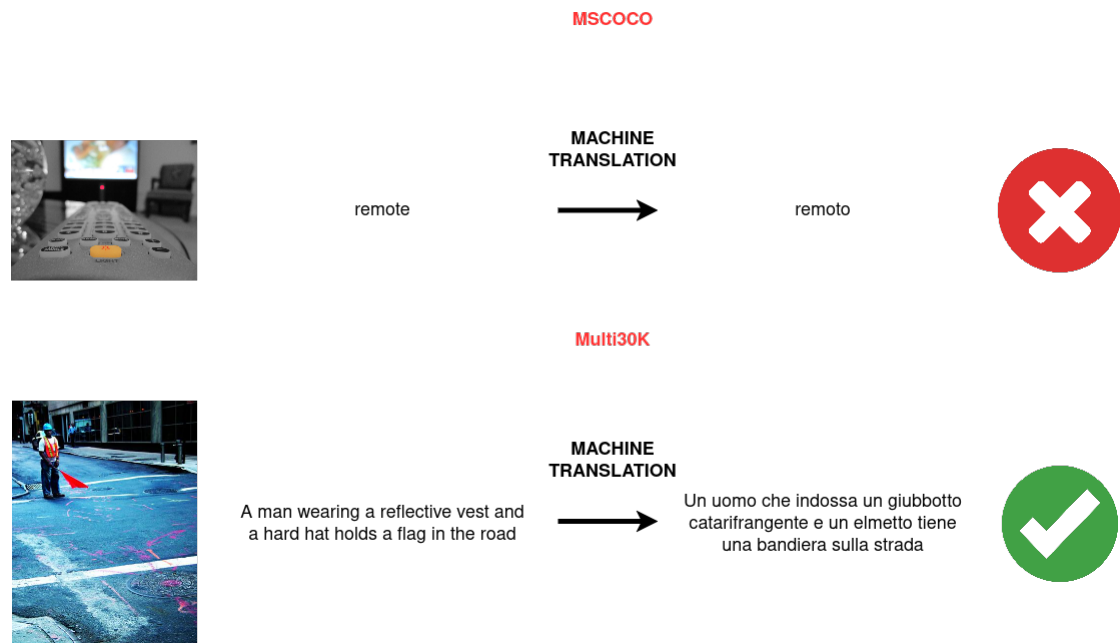 MSCOCO
MACHINE
TRANSLATION
remote
remoto
Multi30K
MACHINE
TRANSLATION
A man wearing a reflective vest and
a hard hat holds a flag in the road
Un uomo che indossa un giubbotto
catarifrangente e un elmetto tiene
una bandiera sulla strada